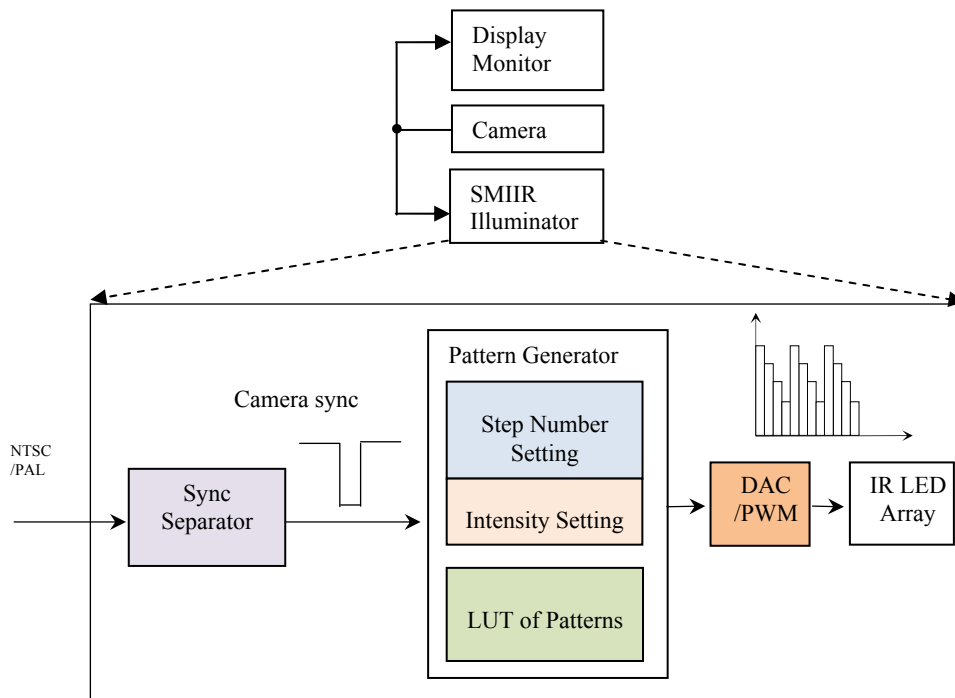 Display
Monitor
Camera
SMIIR
Illuminator
Pattern Generator
Camera sync
Step Number
Setting
NTSC
/PAL
Sync
Separator
Intensity Setting
DAC
/PWM
IR LED
Array
LUT of Patterns